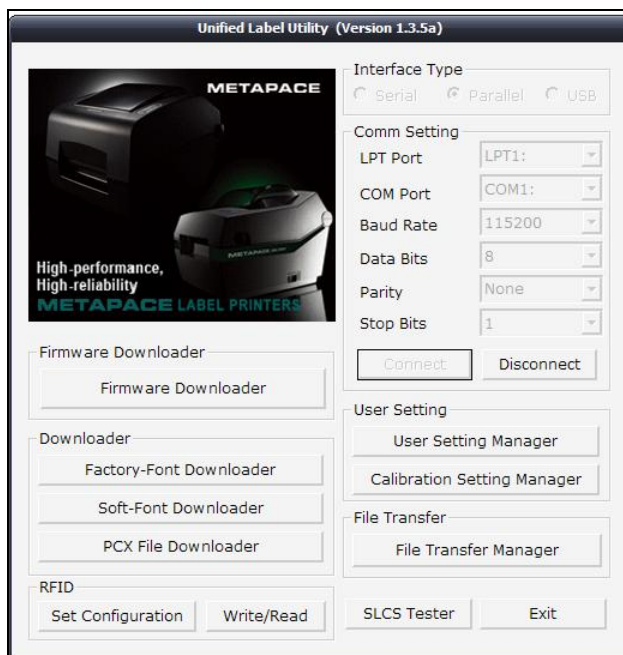 Unified Label Utility (Version 1.3.5a)
METAPACE
High-performance,
High-reliability
METAPACE LABEL PRINTERS
Interface Type
Serial Parallel USB
Comm Setting
LPT Port LPT1:
COM Port COM1:
Baud Rate 115200
Data Bits 8
Parity None
Stop Bits 1
Connect Disconnect
Firmware Downloader
Firmware Downloader
User Setting
User Setting Manager
Calibration Setting Manager
Downloader
Factory-Font Downloader
Soft-Font Downloader
PCX File Downloader
File Transfer
File Transfer Manager
RFID
Set Configuration Write/Read
SLCS Tester Exit